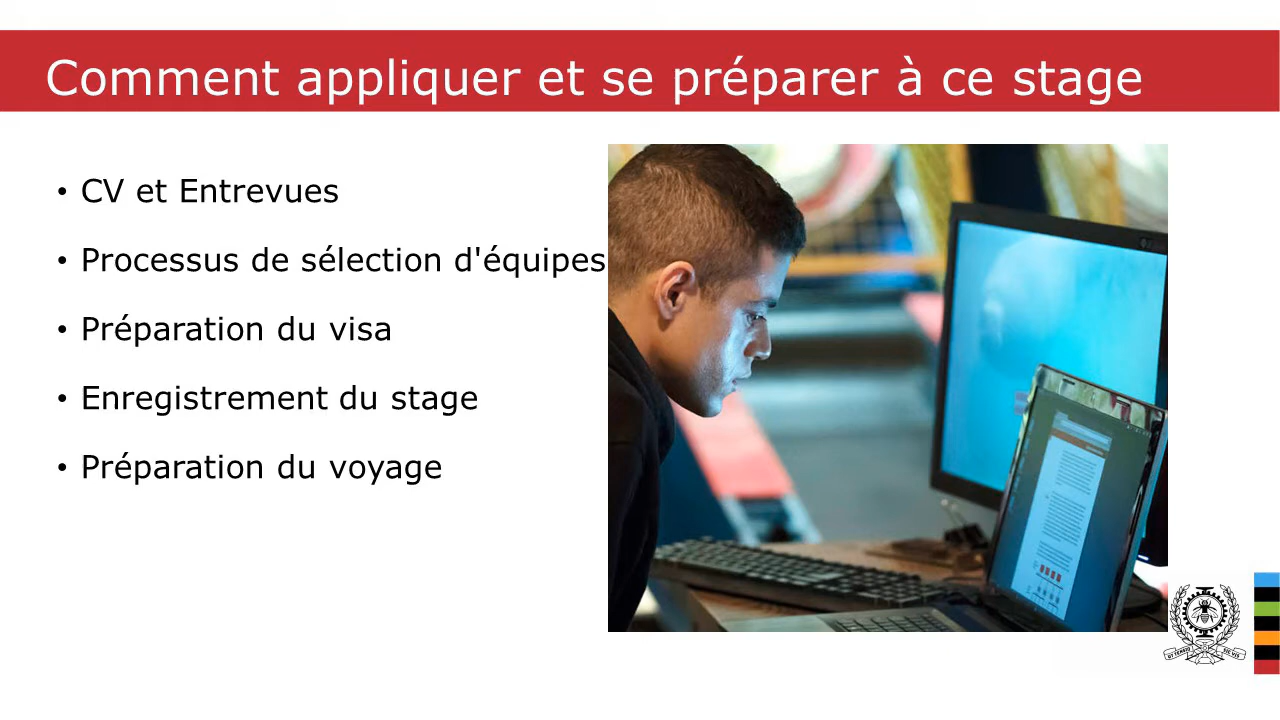 Comment appliquer et se préparer à ce stage
• CV et Entrevues
• Processus de sélection d'équipes
• Préparation du visa
• Enregistrement du stage
• Préparation du voyage